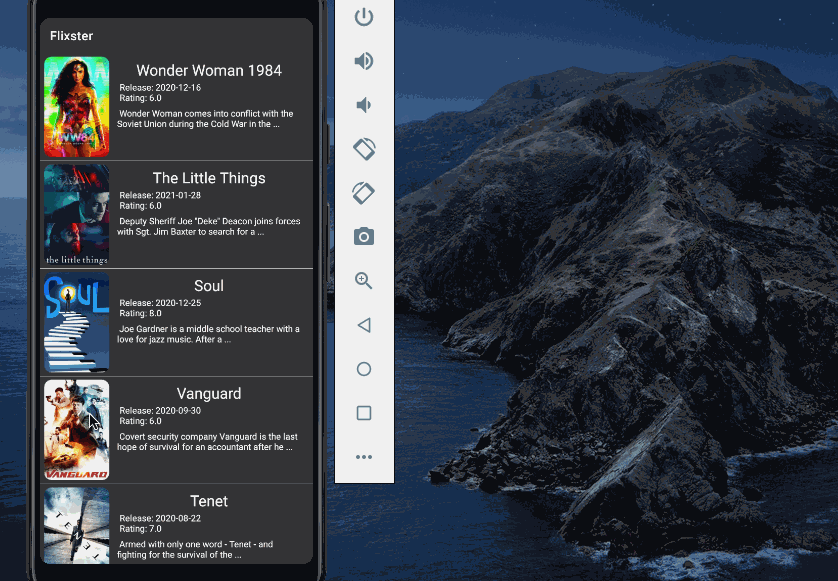 Flixster
Wonder Woman 1984
Release: 2020-12-16
Rating: 6.0
Wonder Woman comes into conflict with the
Soviet Union during the Cold War in the ...
WW84
The Little Things
Release: 2021-01-28
Rating: 6.0
Deputy Sheriff Joe "Deke" Deacon joins forces
with Sgt. Jim Baxter to search for a ...
the little things
SOUL
Soul
Release: 2020-12-25
Rating: 8.0
Joe Gardner is a middle school teacher with a
love for jazz music. After a ...
Vanguard
Release: 2020-09-30
Rating: 6.0
Covert security company Vanguard is the last
hope of survival for an accountant after he ...
VANGUARD
TENET
Tenet
Release: 2020-08-22
Rating: 7.0
Armed with only one word - Tenet - and
fighting for the survival of the ...